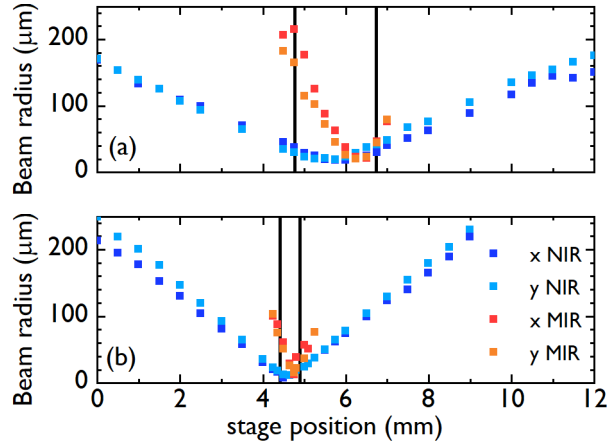 200
100
0
Beam radius (μm)
(a)
200
100
0
Beam radius (μm)
(b)
x NIR
y NIR
x MIR
y MIR
0 2 4 6 8 10 12
stage position (mm)